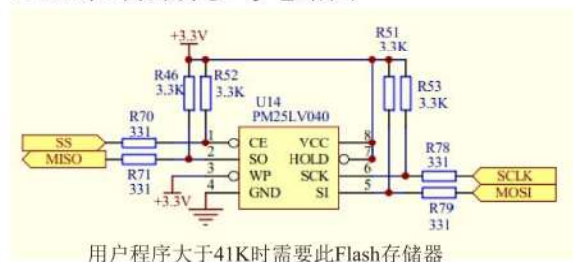 +3.3V
R51
3.3K
R46
3.3K
R52
3.3K
R53
3.3K
U14
PM25LV040
R70
331
SS
MISO
R71
331
1
2
3
4
CE
SO
WP
GND
VCC
HOLD
SCK
SI
8
7
6
5
R78
331
SCLK
MOSI
R79
331
+3.3V
用户程序大于41K时需要此Flash存储器